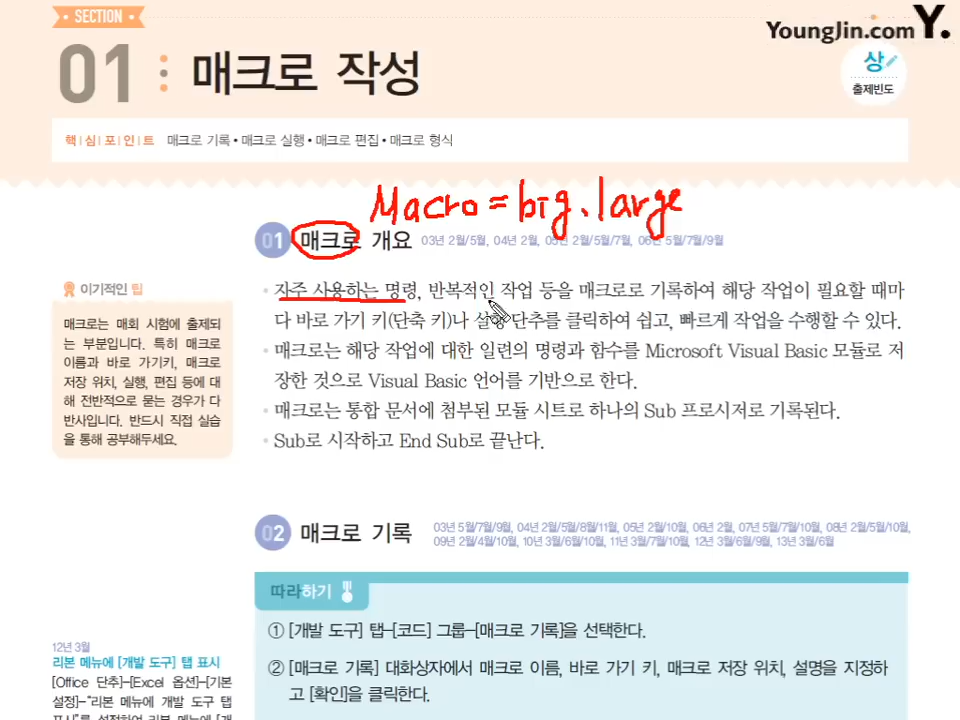 SECTION
YoungJin.com Y.
01 매크로 작성
상
출제빈도
핵심포인트 매크로 기록 • 매크로 실행 • 매크로 편집 • 매크로 형식
Macro = big. large
01 매크로 개요 03년 2월/5월, 04년 2월, 05년 2월/5월/7월, 06년 5월/7월/9월
이기적인 팁
매크로는 매회 시험에 출제되
는 부분입니다. 특히 매크로
이름과 바로 가기키, 매크로
저장 위치, 실행, 편집 등에 대
해 전반적으로 묻는 경우가 다
반사입니다. 반드시 직접 실습
을 통해 공부해두세요.
• 자주 사용하는 명령, 반복적인 작업 등을 매크로로 기록하여 해당 작업이 필요할 때마
다 바로 가기 키(단축 키)나 실행 단추를 클릭하여 쉽고, 빠르게 작업을 수행할 수 있다.
• 매크로는 해당 작업에 대한 일련의 명령과 함수를 Microsoft Visual Basic 모듈로 저
장한 것으로 Visual Basic 언어를 기반으로 한다.
• 매크로는 통합 문서에 첨부된 모듈 시트로 하나의 Sub 프로시저로 기록된다.
• Sub로 시작하고 End Sub로 끝난다.
02 매크로 기록
03년 5월/7월/9월, 04년 2월/5월/8월/11월, 05년 2월/10월, 06년 2월, 07년 5월/7월/10월, 08년 2월/5월/10월,
09년 2월/4월/10월, 10년 3월/6월/10월, 11년 3월/7월/10월, 12년 3월/6월/9월, 13년 3월/6월
따라하기
① [개발 도구] 탭-[코드] 그룹-[매크로 기록]을 선택한다.
② [매크로 기록] 대화상자에서 매크로 이름, 바로 가기 키, 매크로 저장 위치, 설명을 지정하
고 [확인]을 클릭한다.
12년 3월
리본 메뉴에 [개발 도구] 탭 표시
[Office 단추]-[Excel 옵션]-[기본
설정]-"리본 메뉴에 개발 도구 탭
표시"를 설정하여 리본 메뉴에 [개